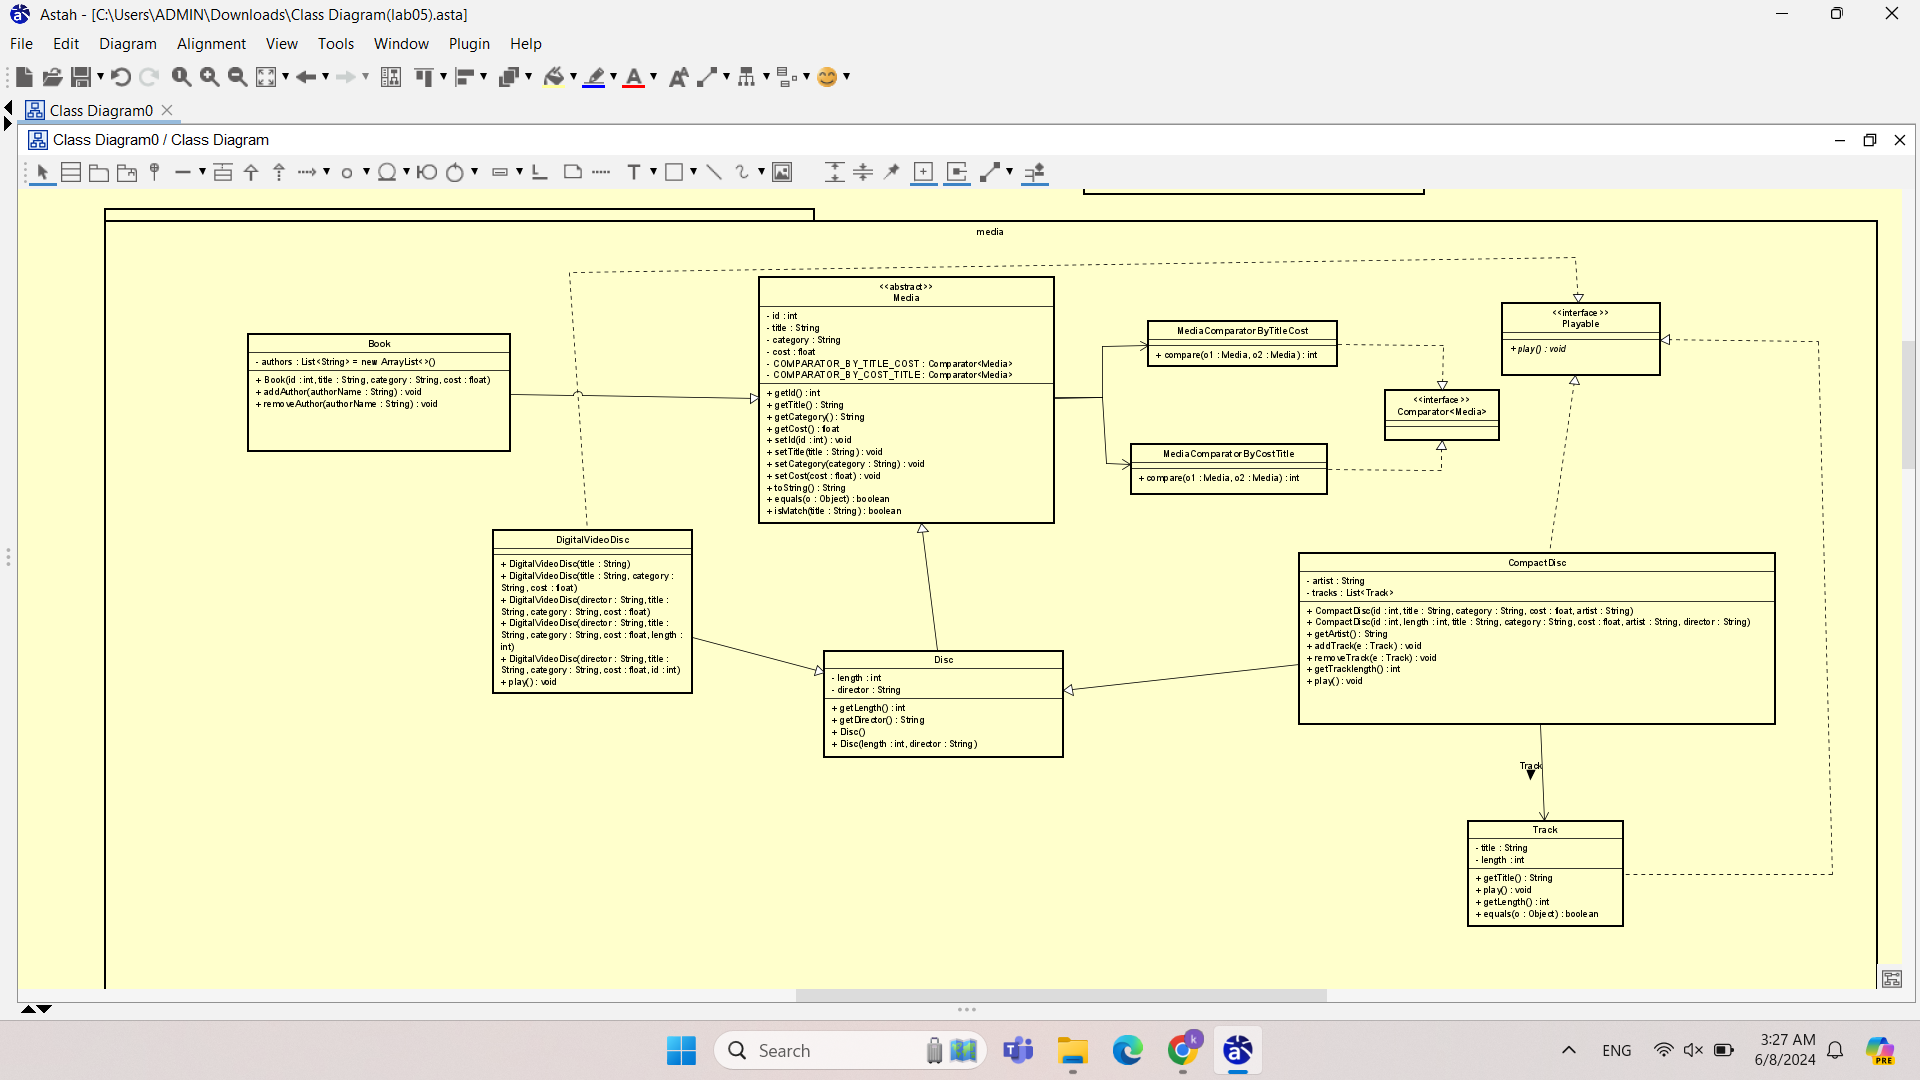 Astah - [C:\Users\ADMIN\Downloads\Class Diagram(lab05).asta]
File Edit Diagram Alignment View Tools Window Plugin Help
Class Diagram0
Class Diagram0 / Class Diagram
media
Book
- authors : List<String> = new ArrayList<>()
+ Book(id : int, title : String, category : String, cost : float)
+ addAuthor(authorName : String) : void
+ removeAuthor(authorName : String) : void
<<abstract>>
Media
- id : int
- title : String
- category : String
- cost : float
- COMPARATOR_BY_TITLE_COST : Comparator<Media>
- COMPARATOR_BY_COST_TITLE : Comparator<Media>
+ getId() : int
+ getTitle() : String
+ getCategory() : String
+ getCost() : float
+ setId(id : int) : void
+ setTitle(title : String) : void
+ setCategory(category : String) : void
+ setCost(cost : float) : void
+ toString() : String
+ equals(o : Object) : boolean
+ isMatch(title : String) : boolean
MediaComparatorByTitleCost
+ compare(o1 : Media, o2 : Media) : int
MediaComparatorByCostTitle
+ compare(o1 : Media, o2 : Media) : int
<<interface>>
Comparator<Media>
<<interface>>
Playable
+ play() : void
DigitalVideoDisc
+ DigitalVideoDisc(title : String)
+ DigitalVideoDisc(title : String, category :
String, cost : float)
+ DigitalVideoDisc(director : String, title :
String, category : String, cost : float)
+ DigitalVideoDisc(director : String, title :
String, category : String, cost : float, length :
int)
+ DigitalVideoDisc(director : String, title :
String, category : String, cost : float, id : int)
+ play() : void
Disc
- length : int
- director : String
+ getLength() : int
+ getDirector() : String
+ Disc()
+ Disc(length : int, director : String)
CompactDisc
- artist : String
- tracks : List<Track>
+ CompactDisc(id : int, title : String, category : String, cost : float, artist : String)
+ CompactDisc(id : int, length : int, title : String, category : String, cost : float, artist : String, director : String)
+ getArtist() : String
+ addTrack(e : Track) : void
+ removeTrack(e : Track) : void
+ getTracklength() : int
+ play() : void
Track
Track
- title : String
- length : int
+ getTitle() : String
+ play() : void
+ getLength() : int
+ equals(o : Object) : boolean
Search
ENG
3:27 AM
6/8/2024
k
PRE